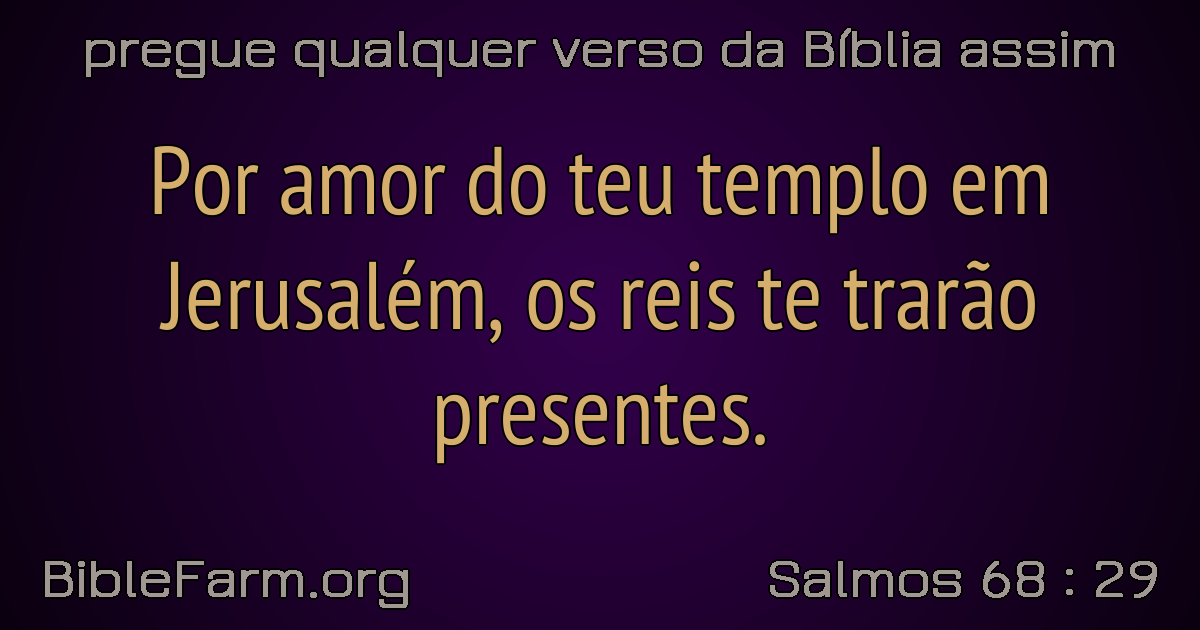 pregue qualquer verso da Bíblia assim
Por amor do teu templo em
Jerusalém, os reis te trarão
presentes.
BibleFarm.org
Salmos 68 : 29